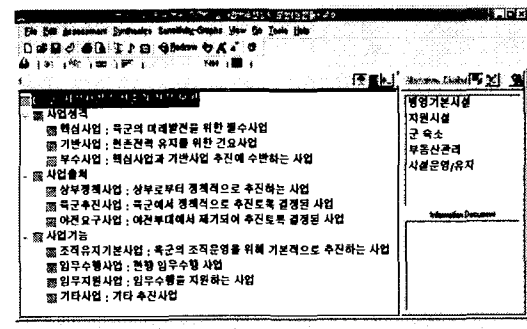 File Edit Assessment Synthesize Sensitivity-Graphs View Go Tools Help
Redraw
사업성격
핵심사업 : 육군의 미래발전을 위한 필수사업
기반사업 : 현존전력 유지를 위한 긴요사업
부수사업 : 핵심사업과 기반사업 추진에 수반하는 사업
사업출처
상부정책사업 : 상부로부터 정책적으로 추진하는 사업
육군추진사업 : 육군에서 정책적으로 추진토록 결정된 사업
야전요구사업 : 야전부대에서 제기되어 추진토록 결정된 사업
사업기능
조직유지기본사업 : 육군의 조직운영를 위해 기본적으로 추진하는 사업
임무수행사업 : 현행 임무수행 사업
임무지원사업 : 임무수행을 지원하는 사업
기타사업 : 기타 추진사업
병영기본시설
지원시설
군 숙소
부동산관리
시설운영/유지
Information Document